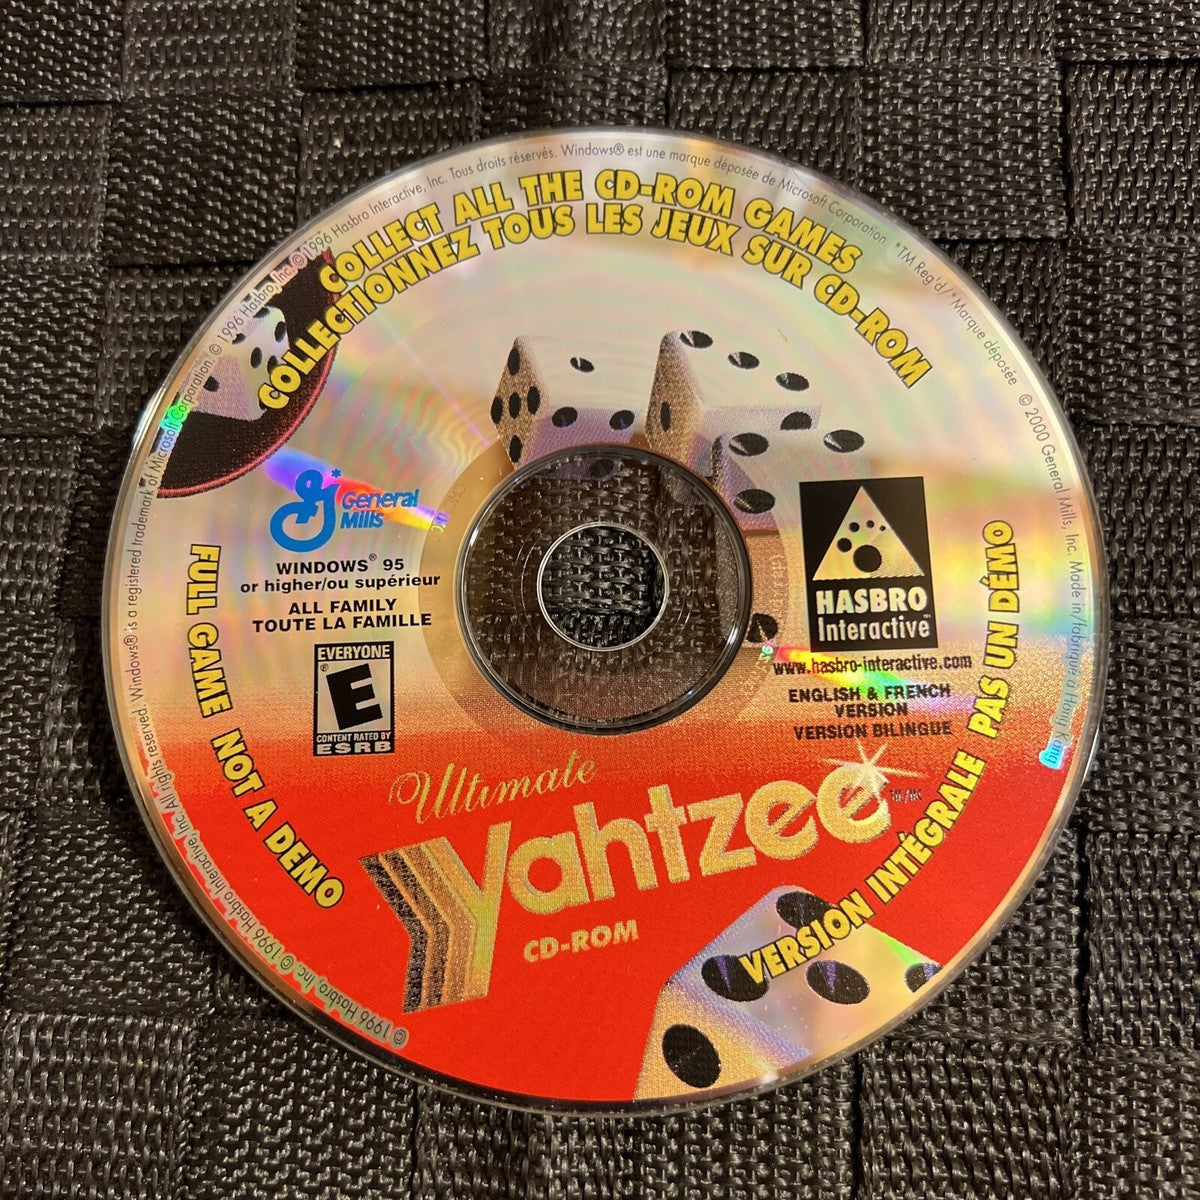 © 1996 Hasbro, Inc. © 1996 Hasbro Interactive, Inc. All rights reserved. Windows® is a registered trademark of Microsoft Corporation. © 1996 Hasbro, Inc. © 1996 Hasbro Interactive, Inc. Tous droits réservés. Windows® est une marque déposée de Microsoft Corporation. *TM Reg'd/*Marque déposée © 2000 General Mills, Inc. Made in/fabriqué à Hong Kong
COLLECT ALL THE CD-ROM GAMES
COLLECTIONNEZ TOUS LES JEUX SUR CD-ROM
G*
General
Mills
WINDOWS® 95
or higher/ou supérieur
ALL FAMILY
TOUTE LA FAMILLE
EVERYONE
E®
CONTENT RATED BY
ESRB
HASBRO
Interactive™
www.hasbro-interactive.com
ENGLISH & FRENCH
VERSION
VERSION BILINGUE
FULL GAME NOT A DEMO
VERSION INTÉGRALE PAS UN DÉMO
Ultimate
Yahtzee
CD-ROM